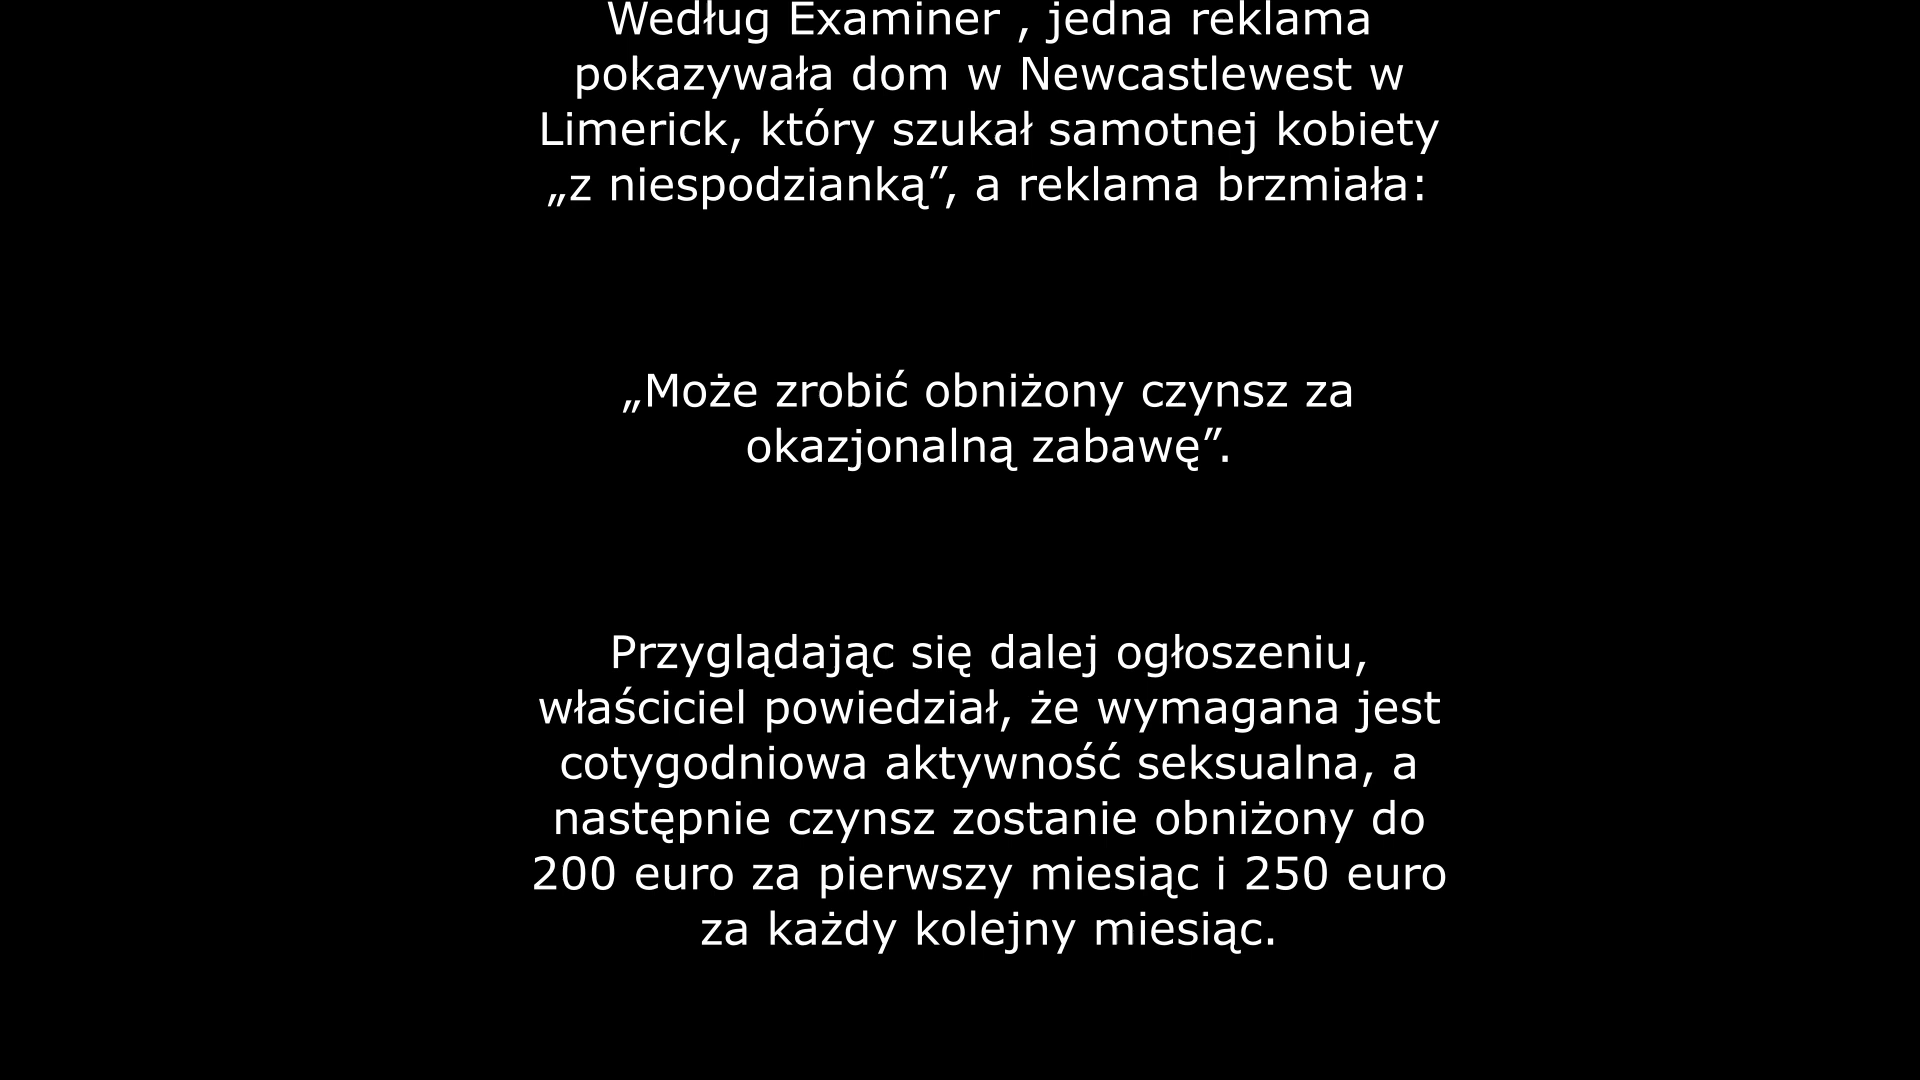 Według Examiner , jedna reklama
pokazywała dom w Newcastlewest w
Limerick, który szukał samotnej kobiety
„z niespodzianką”, a reklama brzmiała:
„Może zrobić obniżony czynsz za
okazjonalną zabawę”.
Przyglądając się dalej ogłoszeniu,
właściciel powiedział, że wymagana jest
cotygodniowa aktywność seksualna, a
następnie czynsz zostanie obniżony do
200 euro za pierwszy miesiąc i 250 euro
za każdy kolejny miesiąc.